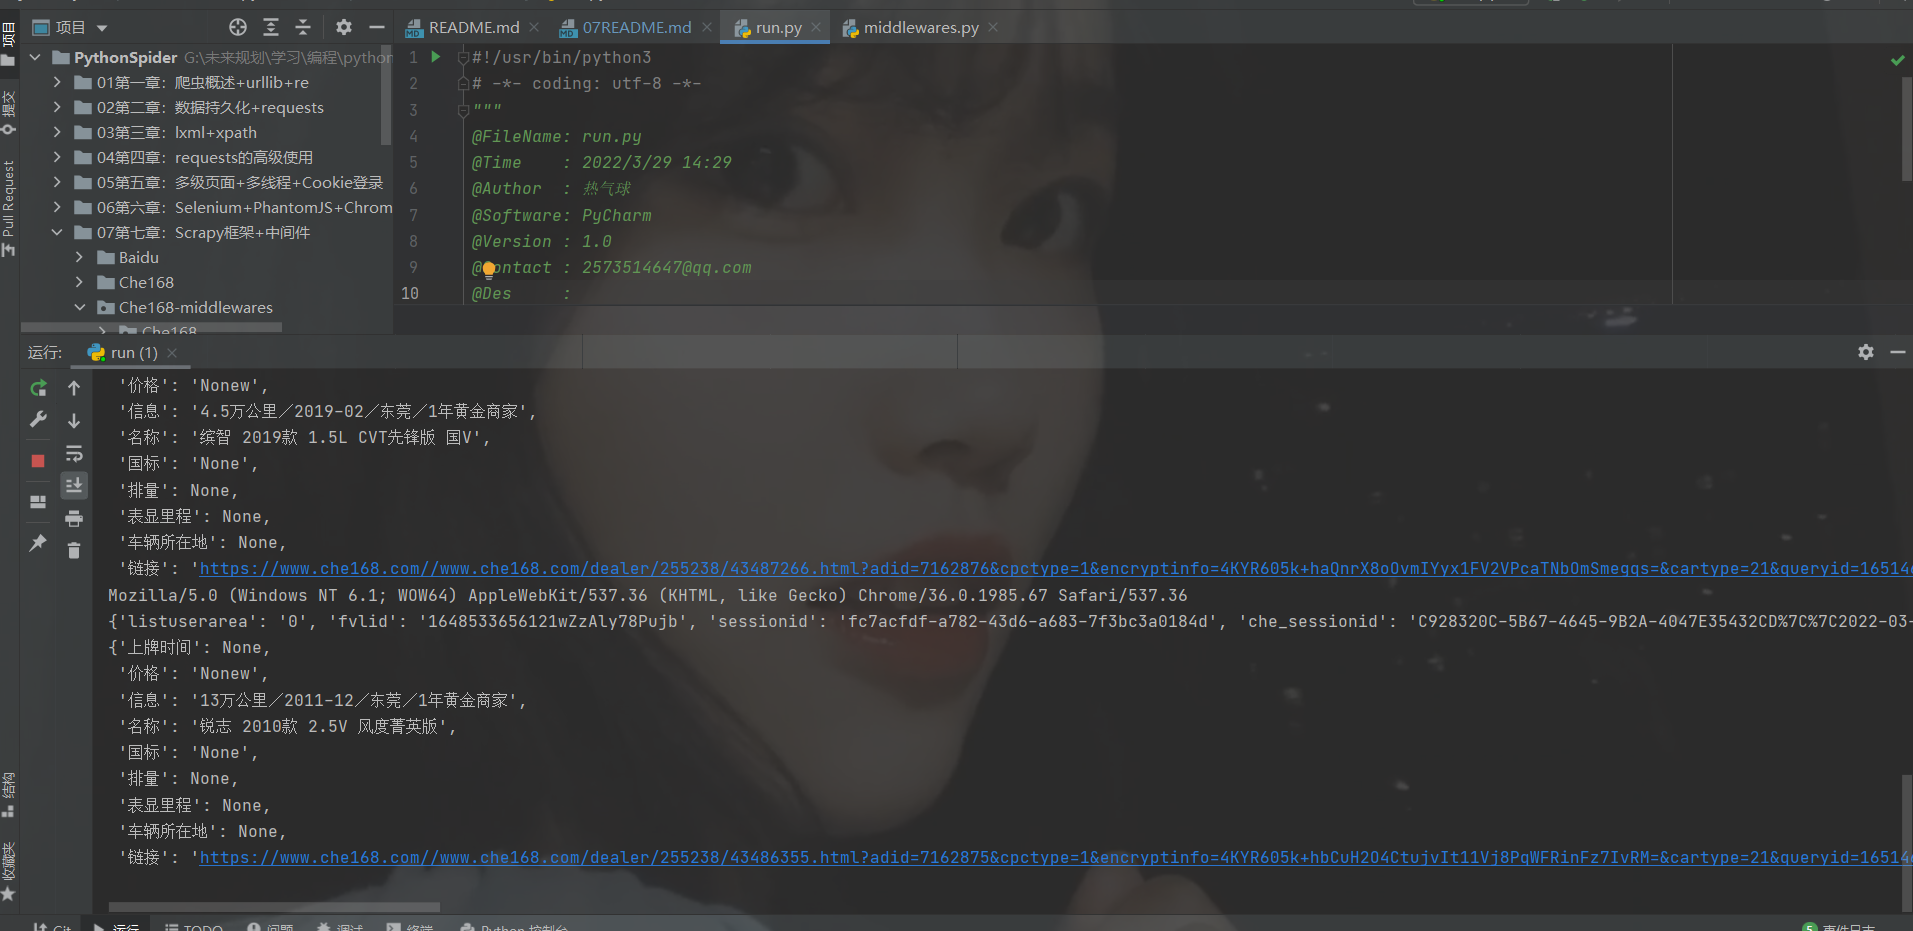 项目
README.md
07README.md
run.py
middlewares.py
项目
提交
Pull Request
结构
收藏夹
PythonSpider G:\未来规划\学习\编程\python
01第一章：爬虫概述+urllib+re
02第二章：数据持久化+requests
03第三章：lxml+xpath
04第四章：requests的高级使用
05第五章：多级页面+多线程+Cookie登录
06第六章：Selenium+PhantomJS+Chrom
07第七章：Scrapy框架+中间件
Baidu
Che168
Che168-middlewares
Che168
1 #!/usr/bin/python3
2 # -*- coding: utf-8 -*-
3 """
4 @FileName: run.py
5 @Time    : 2022/3/29 14:29
6 @Author  : 热气球
7 @Software: PyCharm
8 @Version : 1.0
9 @Contact : 2573514647@qq.com
10 @Des     :
运行: run (1)
'价格': 'Nonew',
'信息': '4.5万公里／2019-02／东莞／1年黄金商家',
'名称': '缤智 2019款 1.5L CVT先锋版 国V',
'国标': 'None',
'排量': None,
'表显里程': None,
'车辆所在地': None,
'链接': 'https://www.che168.com//www.che168.com/dealer/255238/43487266.html?adid=7162876&cpctype=1&encryptinfo=4KYR605k+haQnrX8oOvmIYyx1FV2VPcaTNbOmSmeqqs=&cartype=21&queryid=16514
Mozilla/5.0 (Windows NT 6.1; WOW64) AppleWebKit/537.36 (KHTML, like Gecko) Chrome/36.0.1985.67 Safari/537.36
{'listuserarea': '0', 'fvlid': '1648533656121wZzAly78Pujb', 'sessionid': 'fc7acfdf-a782-43d6-a683-7f3bc3a0184d', 'che_sessionid': 'C928320C-5B67-4645-9B2A-4047E35432CD%7C%7C2022-03-
{'上牌时间': None,
'价格': 'Nonew',
'信息': '13万公里／2011-12／东莞／1年黄金商家',
'名称': '锐志 2010款 2.5V 风度菁英版',
'国标': 'None',
'排量': None,
'表显里程': None,
'车辆所在地': None,
'链接': 'https://www.che168.com//www.che168.com/dealer/255238/43486355.html?adid=7162875&cpctype=1&encryptinfo=4KYR605k+hbCuH2O4CtujvIt11Vj8PqWFRinFz7IvRM=&cartype=21&queryid=16514
Git
运行
TODO
问题
调试
终端
Python 控制台
5 事件日志